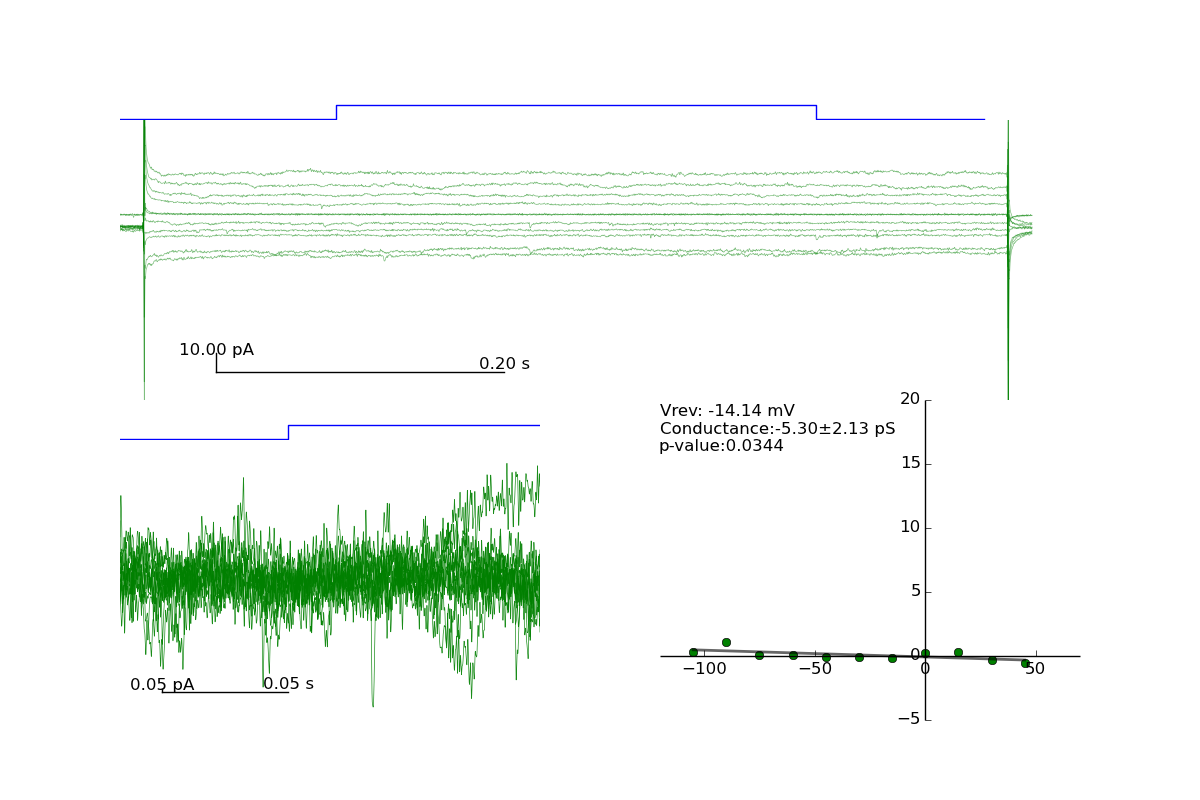 10.00 pA
0.20 s
Vrev: -14.14 mV
Conductance:-5.30±2.13 pS
p-value:0.0344
20
15
10
5
0
−5
−100
−50
0
50
0.05 pA
0.05 s